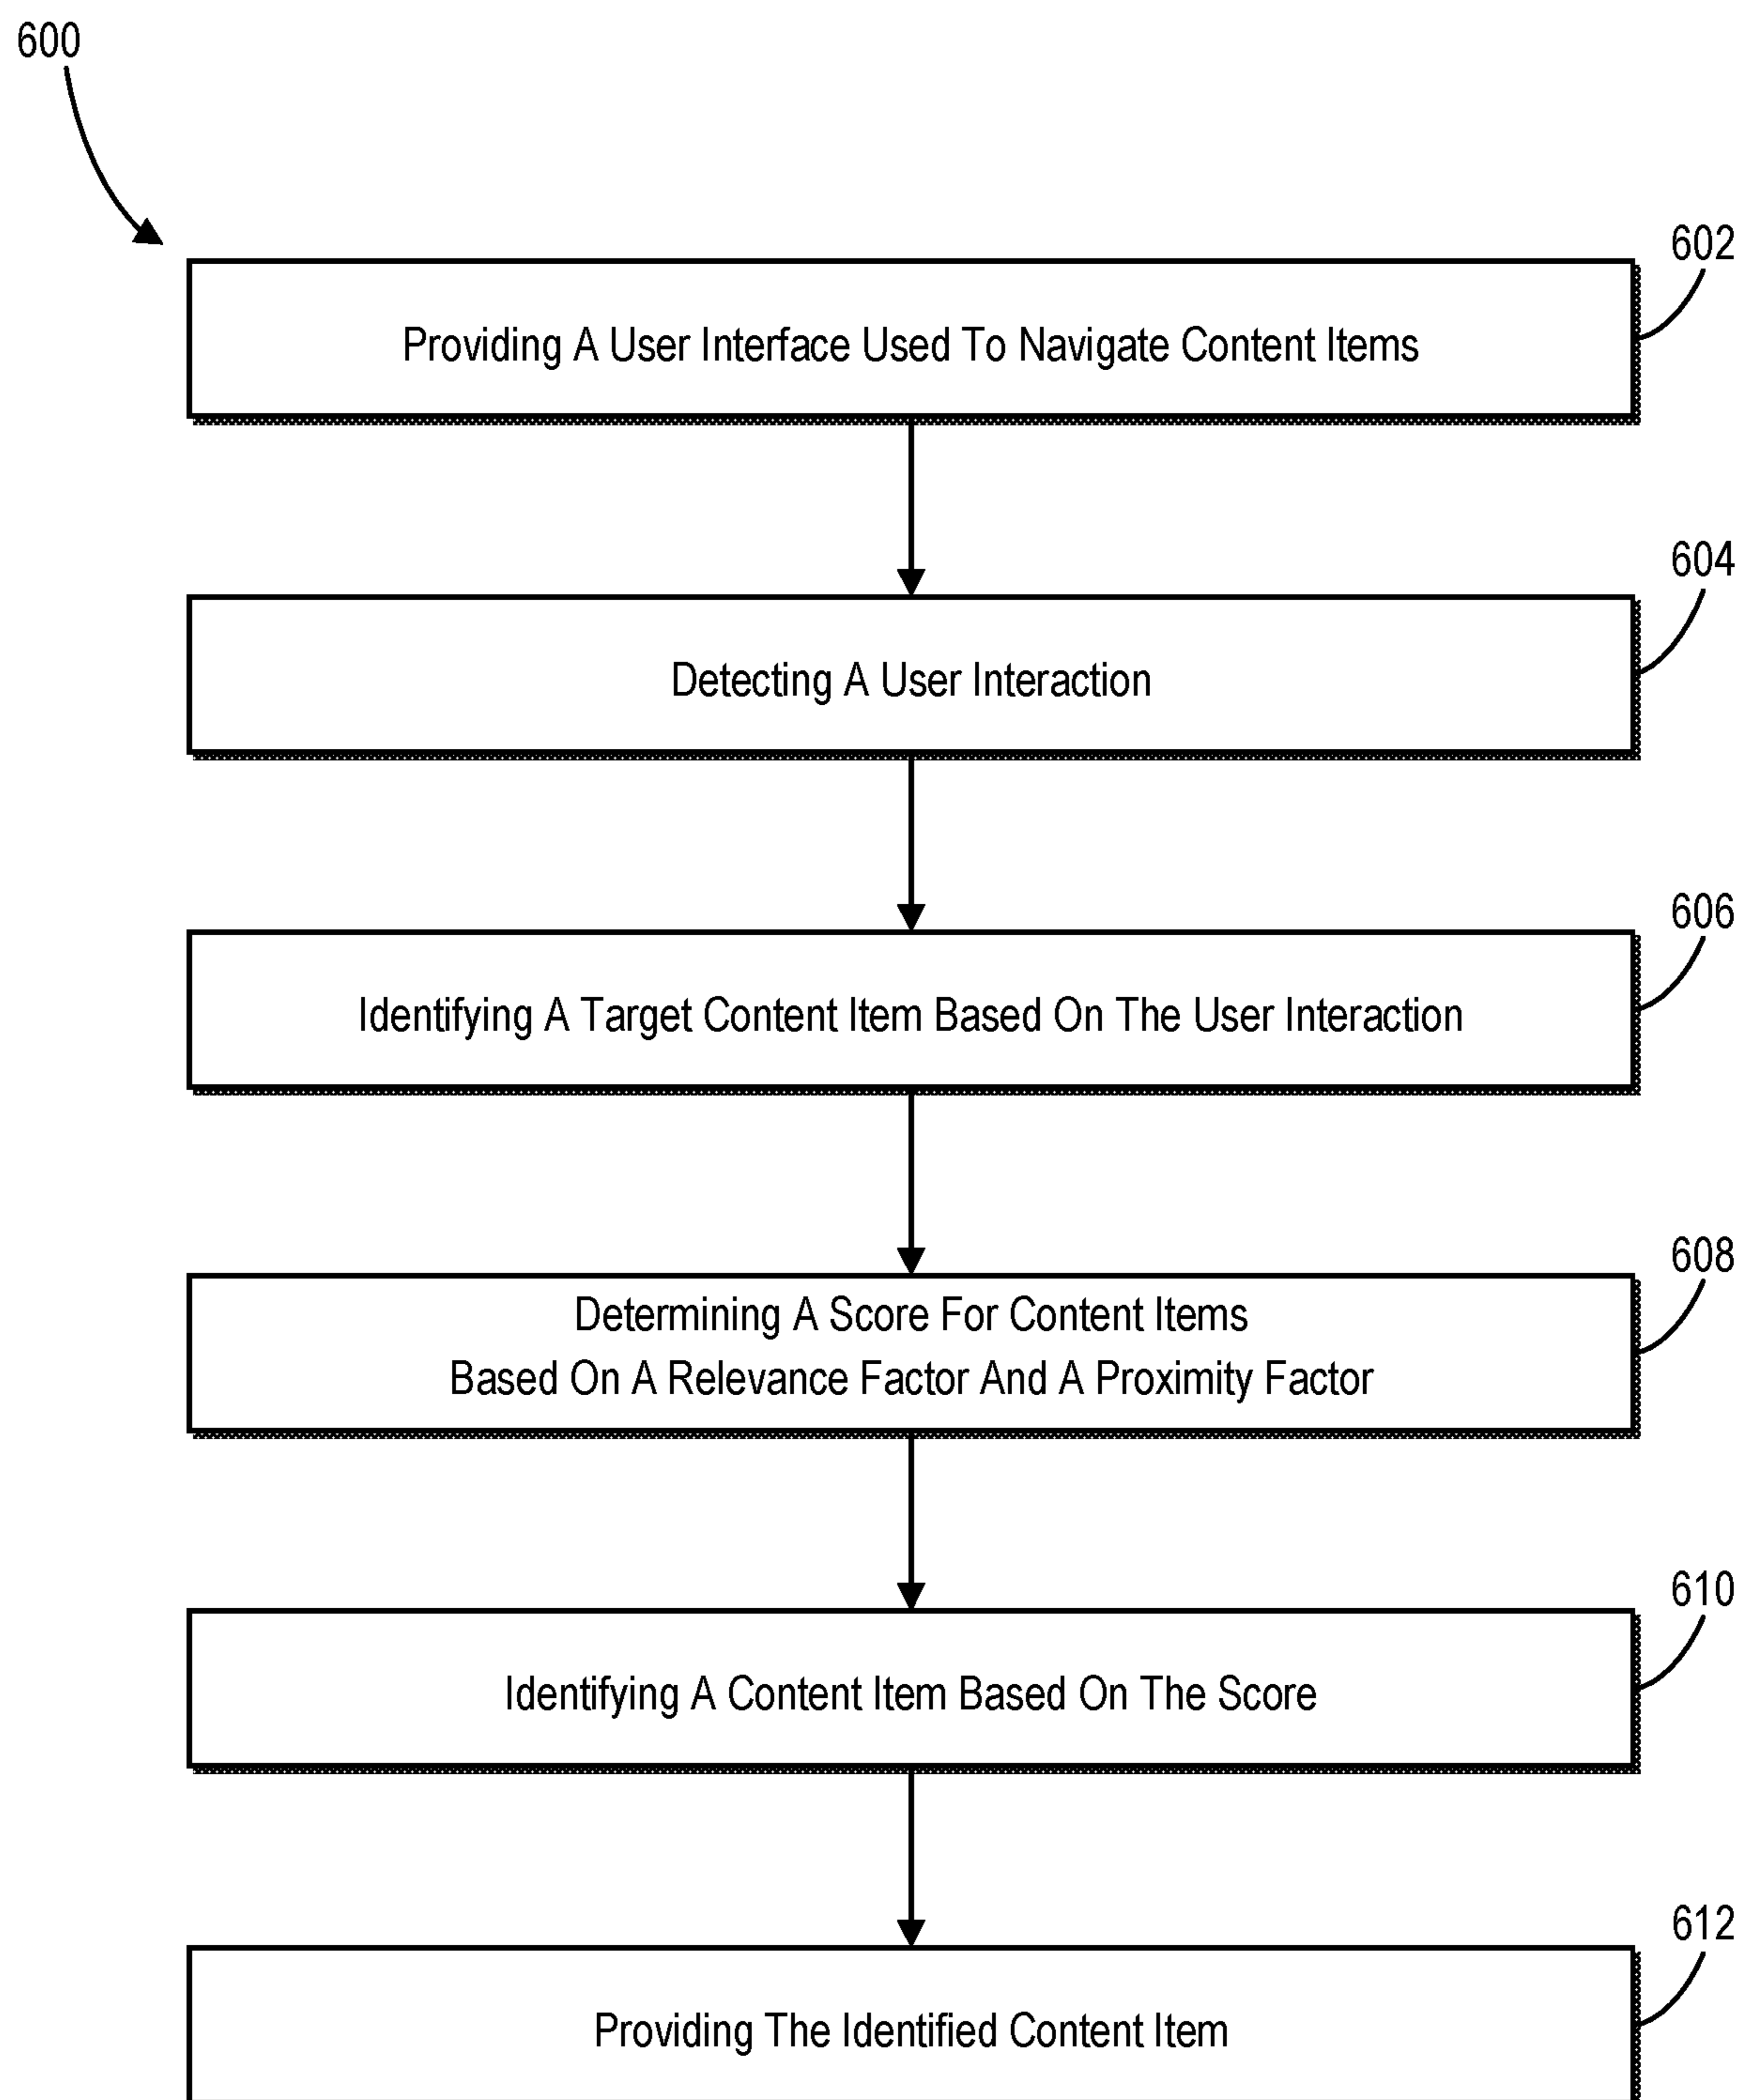 600
602
Providing A User Interface Used To Navigate Content Items
604
Detecting A User Interaction
606
Identifying A Target Content Item Based On The User Interaction
608
Determining A Score For Content Items
Based On A Relevance Factor And A Proximity Factor
610
Identifying A Content Item Based On The Score
612
Providing The Identified Content Item